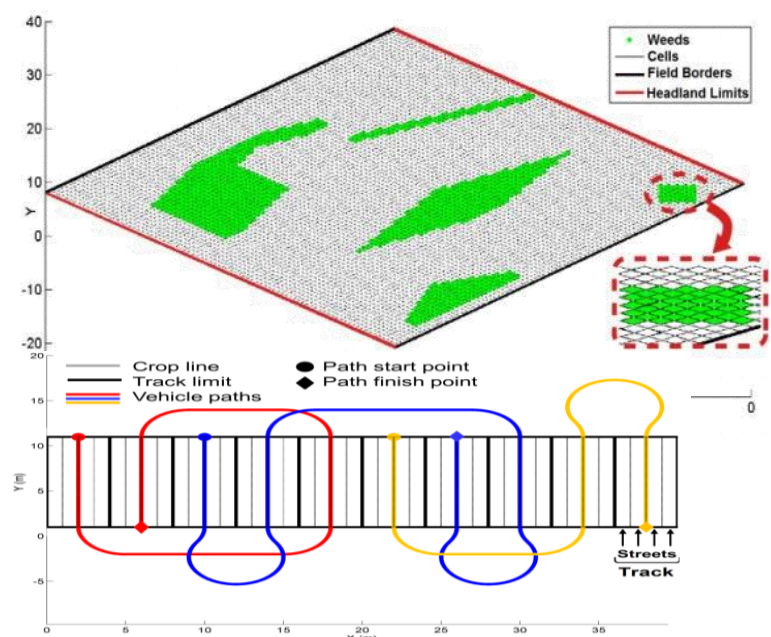 40
30
20
10
0
-10
-20
Y
Weeds
Cells
Field Borders
Headland Limits
20
15
10
5
0
-5
Y (m)
Crop line
Track limit
Vehicle paths
Path start point
Path finish point
0
Streets
Track
0
5
10
15
20
25
30
35